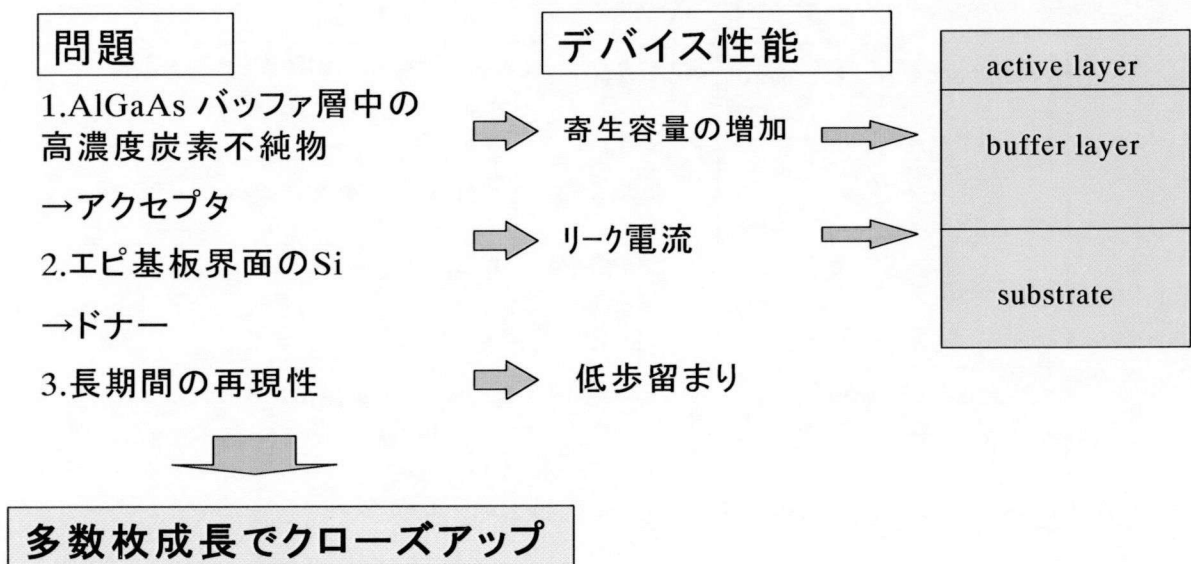 問題
デバイス性能
1.AlGaAs バッファ層中の
高濃度炭素不純物
→アクセプタ
2.エピ基板界面のSi
→ドナー
3.長期間の再現性
寄生容量の増加
リーク電流
低歩留まり
active layer
buffer layer
substrate
多数枚成長でクローズアップ